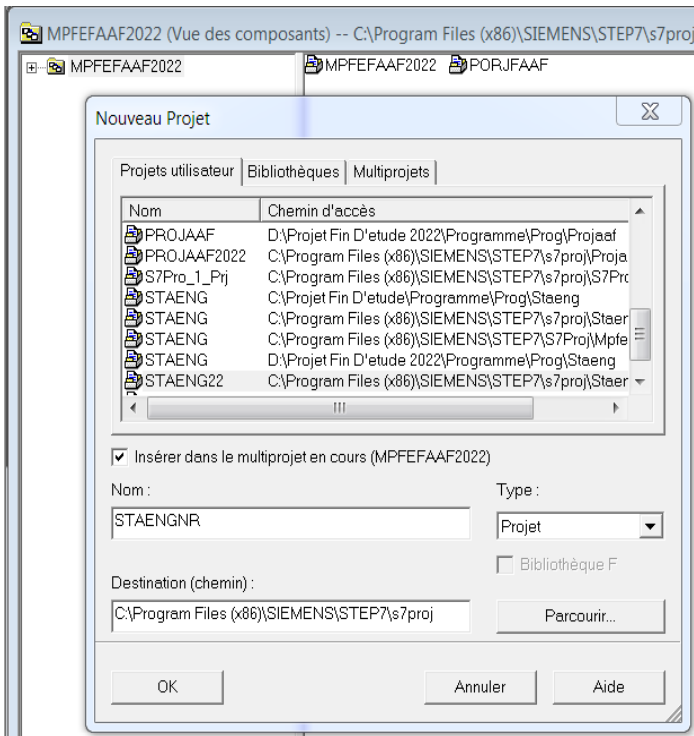 MPFEFAAF2022 (Vue des composants) -- C:\Program Files (x86)\SIEMENS\STEP7\s7proj
MPFEFAAF2022 MPFEFAAF2022 PORJFAAF
Nouveau Projet
Projets utilisateur Bibliothèques Multiprojets
Nom Chemin d'accès
PROJAAF D:\Projet Fin D'etude 2022\Programme\Prog\Projaaf
PROJAAF2022 C:\Program Files (x86)\SIEMENS\STEP7\s7proj\Proja
S7Pro_1_Prj C:\Program Files (x86)\SIEMENS\STEP7\s7proj\S7Prc
STAENG C:\Projet Fin D'etude\Programme\Prog\Staeng
STAENG C:\Program Files (x86)\SIEMENS\STEP7\s7proj\Staer
STAENG C:\Program Files (x86)\SIEMENS\STEP7\S7Proj\Mpfe
STAENG D:\Projet Fin D'etude 2022\Programme\Prog\Staeng
STAENG22 C:\Program Files (x86)\SIEMENS\STEP7\s7proj\Staer
Insérer dans le multiprojet en cours (MPFEFAAF2022)
Nom : Type :
STAENGNR Projet
Bibliothèque F
Destination (chemin) :
C:\Program Files (x86)\SIEMENS\STEP7\s7proj Parcourir...
OK Annuler Aide